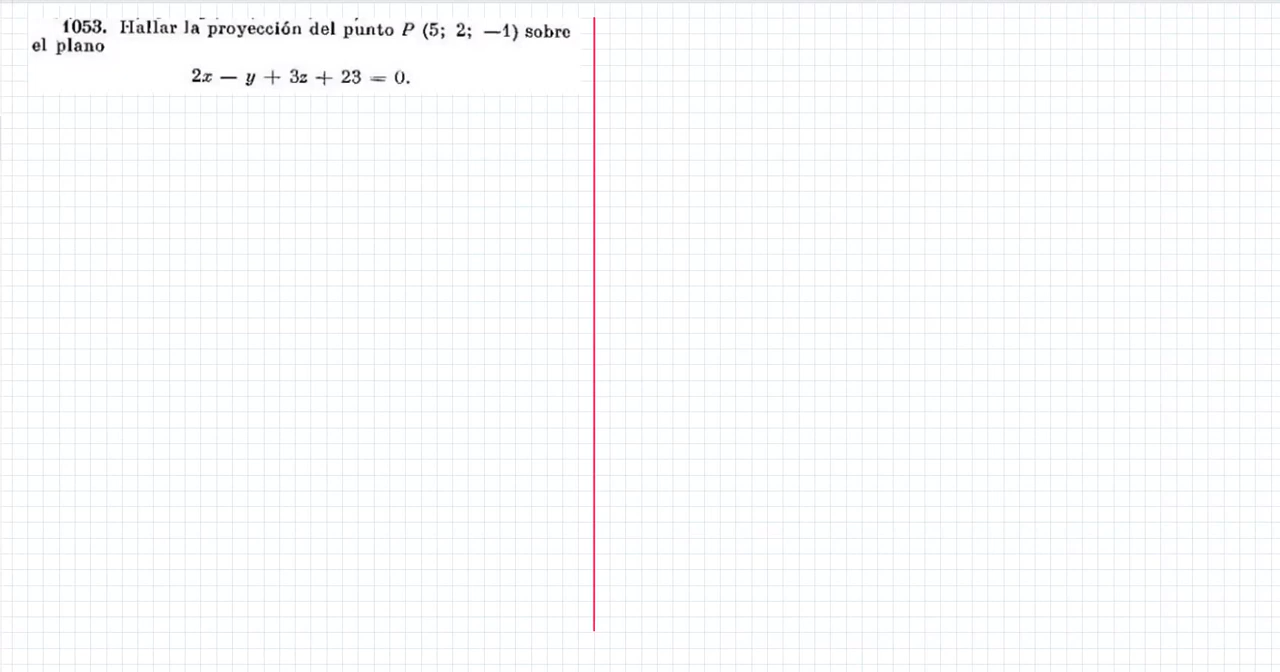 1053. Hallar la proyección del punto P (5; 2; —1) sobre
el plano
2x — y + 3z + 23 = 0.